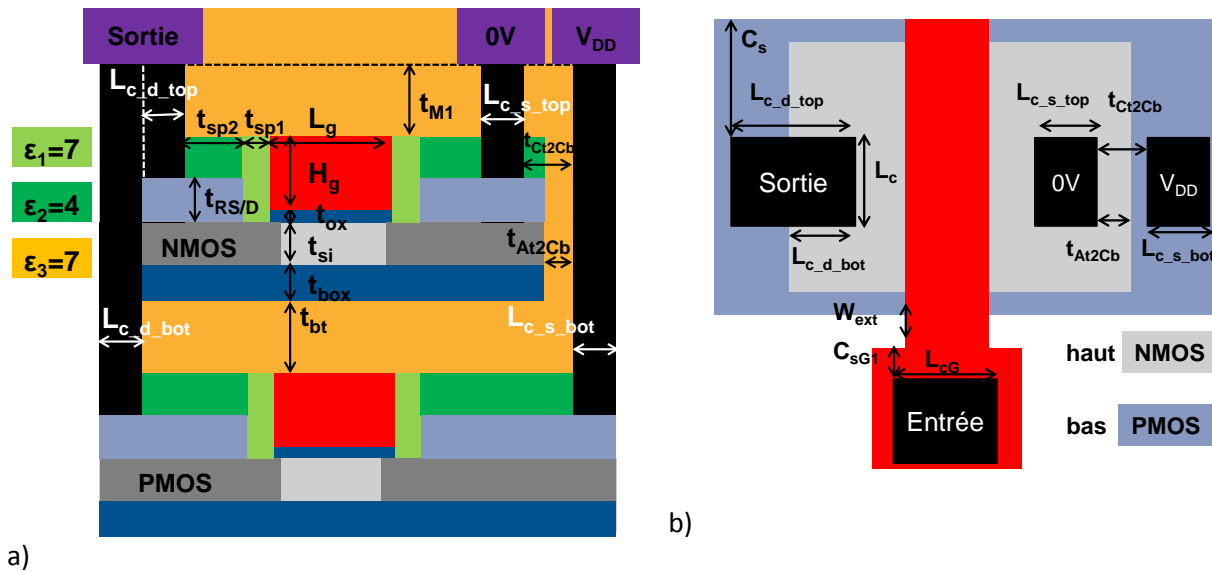 Sortie
0V
VDD
Lc_d_top
tM1
Lc_s_top
tsp2
tsp1
Lg
tCt2Cb
ε1=7
ε2=4
ε3=7
Hg
tRS/D
tox
NMOS
tsi
tAt2Cb
tbox
Lc_d_bot
tbt
Lc_s_bot
PMOS
a)
Cs
Lc_d_top
Lc_s_top
tCt2Cb
Sortie
Lc
0V
VDD
tAt2Cb
Lc_d_bot
Lc_s_bot
Wext
CsG1
LcG
Entrée
haut NMOS
bas PMOS
b)